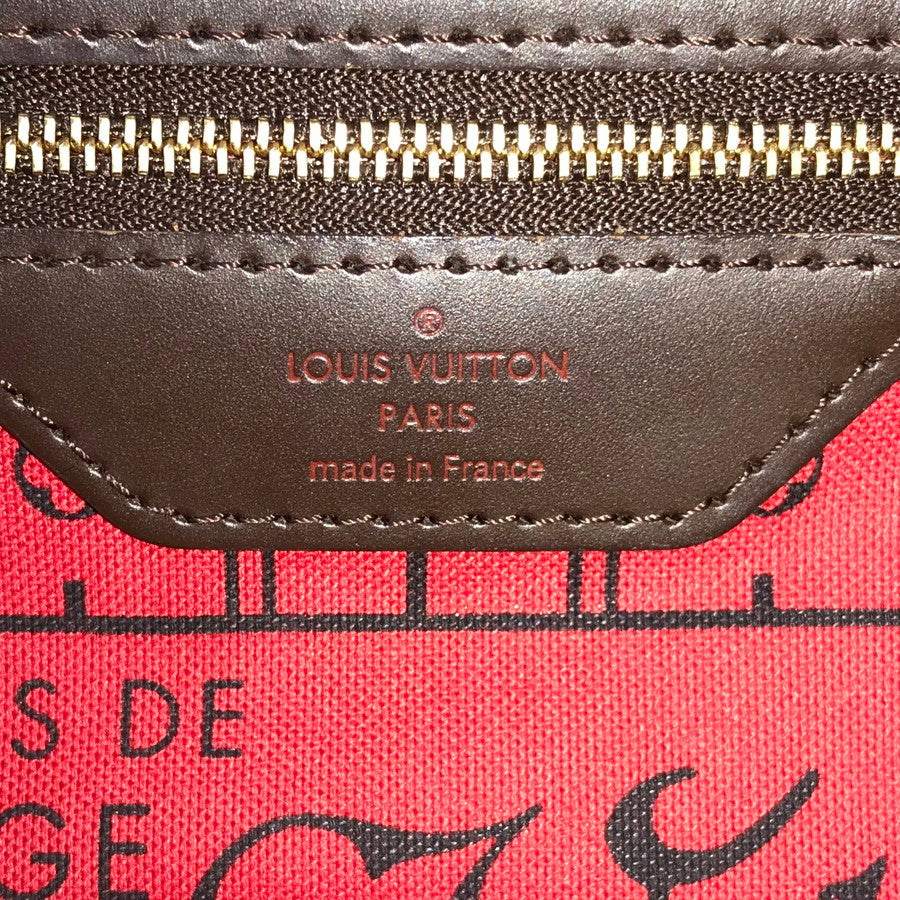 ®
LOUIS VUITTON
PARIS
made in France
S DE
GE